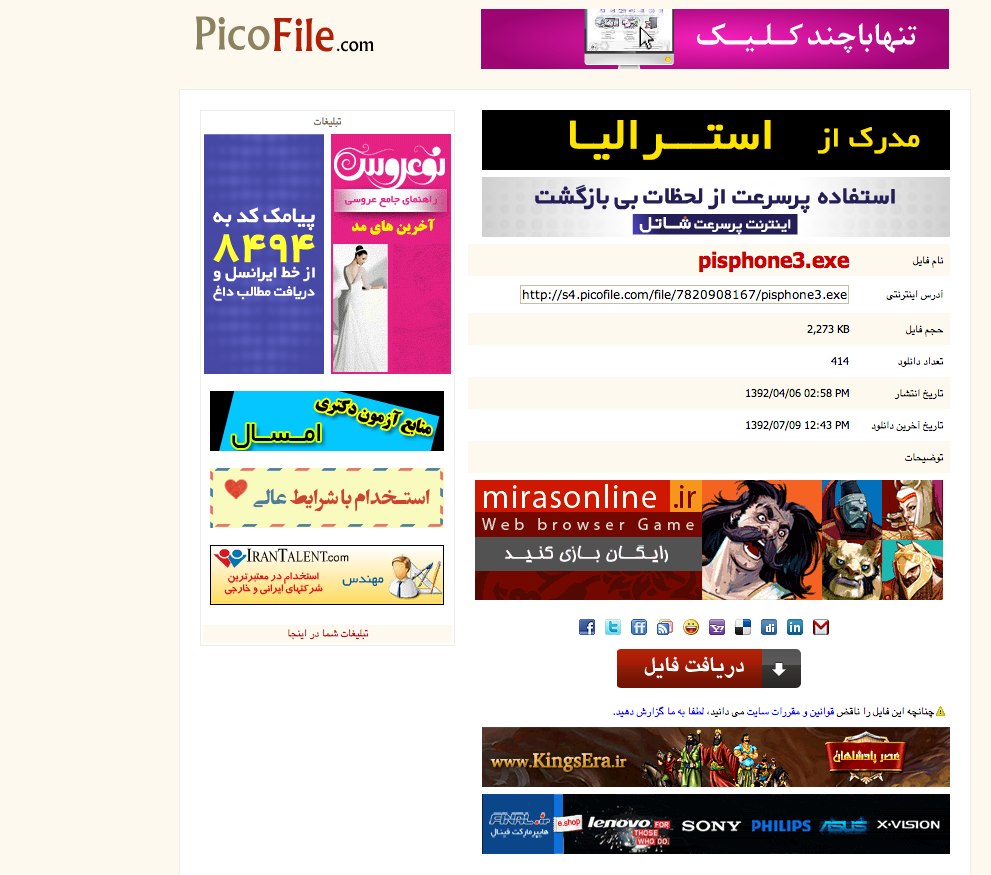 PicoFile.com
تنهاباچند کلیک
تبلیغات
نوعروس
راهنمای جامع عروسی
آخرین های مد
پیامک کد به
۸۴۹۴
از خط ایرانسل و
دریافت مطالب داغ
منابع آزمون دکتری
امسال
استخدام با شرایط عالی
IRANTALENT.com
استخدام در معتبرترین
شرکتهای ایرانی و خارجی
مهندس
تبلیغات شما در اینجا
مدرک از استرالیا
استفاده پرسرعت از لحظات بی بازگشت
اینترنت پرسرعت شاتل
نام فایل pisphone3.exe
آدرس اینترنتی http://s4.picofile.com/file/7820908167/pisphone3.exe
حجم فایل 2,273 KB
تعداد دانلود 414
تاریخ انتشار 1392/04/06 02:58 PM
تاریخ آخرین دانلود 1392/07/09 12:43 PM
توضیحات
mirasonline.ir
Web browser Game
رایگان بازی کنید
دریافت فایل
چنانچه این فایل را ناقض قوانین و مقررات سایت می دانید، لطفا به ما گزارش دهید.
www.KingsEra.ir
عصر پادشاهان
FINAL.ir
هایپرمارکت فینال
e.shop
lenovo FOR THOSE WHO DO.
SONY
PHILIPS
ASUS
X.VISION